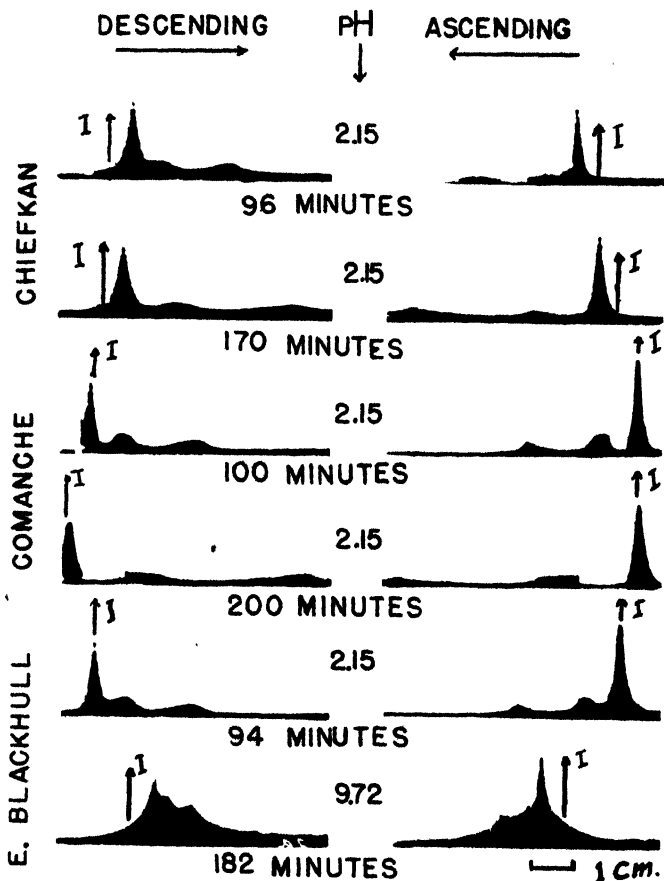 DESCENDING pH ASCENDING
CHIEFKAN
I 2.15 I
96 MINUTES
I 2.15 I
170 MINUTES
COMANCHE
I 2.15 I
100 MINUTES
I 2.15 I
200 MINUTES
E. BLACKHULL
I 2.15 I
94 MINUTES
I 9.72 I
182 MINUTES 1 cm.